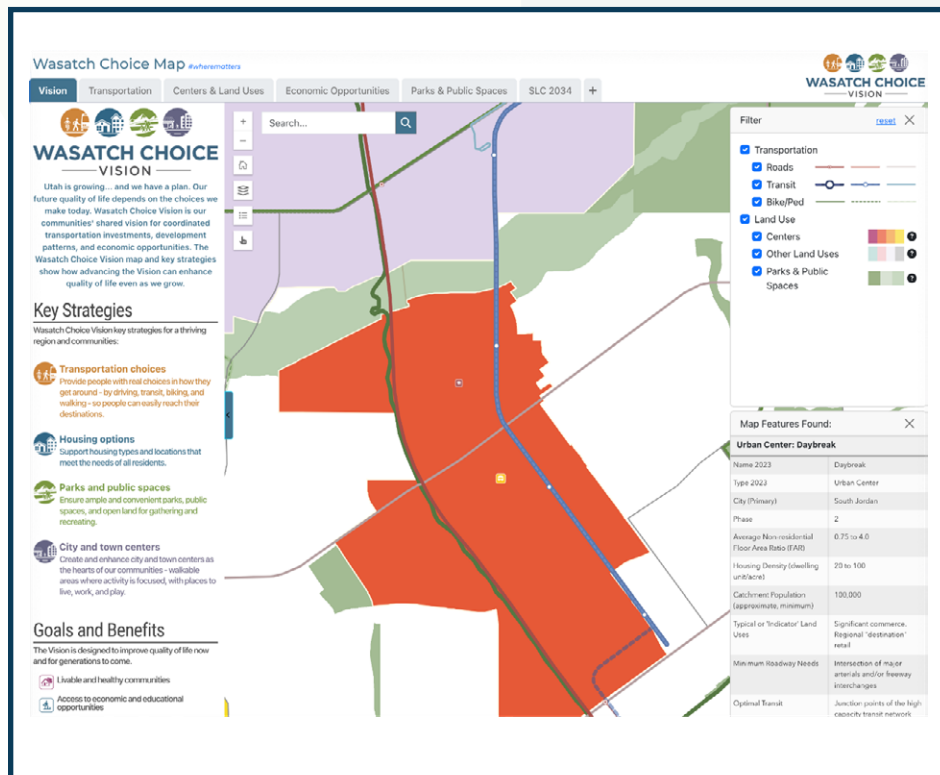 Wasatch Choice Map #wherematters
WASATCH CHOICE
VISION
Vision
Transportation
Centers & Land Uses
Economic Opportunities
Parks & Public Spaces
SLC 2034
+
WASATCH CHOICE
VISION
Utah is growing... and we have a plan. Our
future quality of life depends on the choices we
make today. Wasatch Choice Vision is our
communities' shared vision for coordinated
transportation investments, development
patterns, and economic opportunities. The
Wasatch Choice Vision map and key strategies
show how advancing the Vision can enhance
quality of life even as we grow.
Key Strategies
Wasatch Choice Vision key strategies for a thriving
region and communities:
Transportation choices
Provide people with real choices in how they
get around - by driving, transit, biking, and
walking - so people can easily reach their
destinations.
Housing options
Support housing types and locations that
meet the needs of all residents.
Parks and public spaces
Ensure ample and convenient parks, public
spaces, and open land for gathering and
recreating.
City and town centers
Create and enhance city and town centers as
the hearts of our communities - walkable
areas where activity is focused, with places to
live, work, and play.
Goals and Benefits
The Vision is designed to improve quality of life now
and for generations to come.
Livable and healthy communities
Access to economic and educational
opportunities
+
−
Search...
Filter reset
Transportation
Roads
Transit
Bike/Ped
Land Use
Centers ?
Other Land Uses ?
Parks & Public
Spaces ?
Map Features Found:
Urban Center: Daybreak
Name 2023 Daybreak
Type 2023 Urban Center
City (Primary) South Jordan
Phase 2
Average Non-residential 0.75 to 4.0
Floor Area Ratio (FAR)
Housing Density (dwelling 20 to 100
unit/acre)
Catchment Population 100,000
(approximate, minimum)
Typical or 'Indicator' Land Significant commerce.
Uses Regional 'destination'
retail
Minimum Roadway Needs Intersection of major
arterials and/or freeway
interchanges
Optimal Transit Junction points of the high
capacity transit network